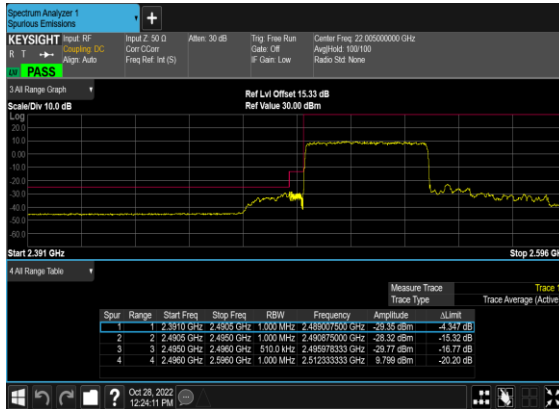 Spectrum Analyzer 1
Spurious Emissions
KEYSIGHT Input: RF Input Z: 50 Ω Atten: 30 dB Trig: Free Run Center Freq: 22.005000000 GHz
R T Coupling: DC Corr CCorr Gate: Off Avg|Hold: 100/100
Align: Auto Freq Ref: Int (S) IF Gain: Low Radio Std: None
PASS
3 All Range Graph
Ref Lvl Offset 15.33 dB
Scale/Div 10.0 dB Ref Value 30.00 dBm
Log
20.0
10.0
0.00
-10.0
-20.0
-30.0
-40.0
-50.0
-60.0
Start 2.391 GHz Stop 2.596 GH
4 All Range Table
Measure Trace Trace 1
Trace Type Trace Average (Active
Spur Range Start Freq Stop Freq RBW Frequency Amplitude ΔLimit
1 1 2.3910 GHz 2.4905 GHz 1.000 MHz 2.489007500 GHz -29.35 dBm -4.347 dB
2 2 2.4905 GHz 2.4950 GHz 1.000 MHz 2.490875000 GHz -28.32 dBm -15.32 dB
3 3 2.4950 GHz 2.4960 GHz 510.0 kHz 2.495978333 GHz -29.77 dBm -16.77 dB
4 4 2.4960 GHz 2.5960 GHz 1.000 MHz 2.512333333 GHz 9.799 dBm -20.20 dB
Oct 28, 2022
12:24:11 PM